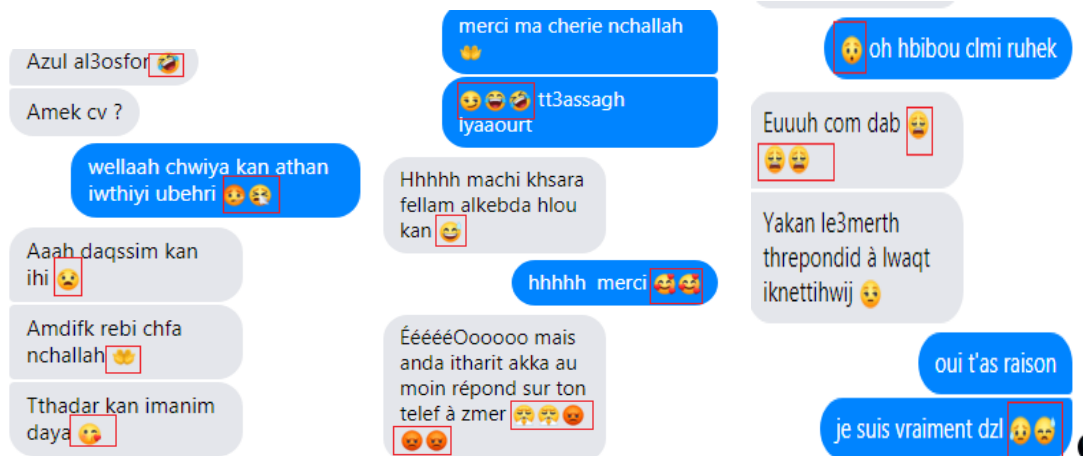 Azul al3osfor 🤣
Amek cv ?
wellaah chwiya kan athan
iwthiyi ubehri 🥵😤
Aaah daqssim kan
ihi 😧
Amdifk rebi chfa
nchallah 🤲
Tthadar kan imanim
daya 😘
merci ma cherie nchallah
🤲
😏😆🤣 tt3assagh
lyaaourt
Hhhhh machi khsara
fellam alkebda hlou
kan 😅
hhhhh merci 🥰🥰
ÉééééOooooo mais
anda itharit akka au
moin répond sur ton
telef à zmer 😤😤😡
😡😡
😯 oh hbibou clmi ruhek
Euuuh com dab 😩
😩😩
Yakan le3merth
threpondid à lwaqt
iknettihwij 😢
oui t'as raison
je suis vraiment dzl 😥😓